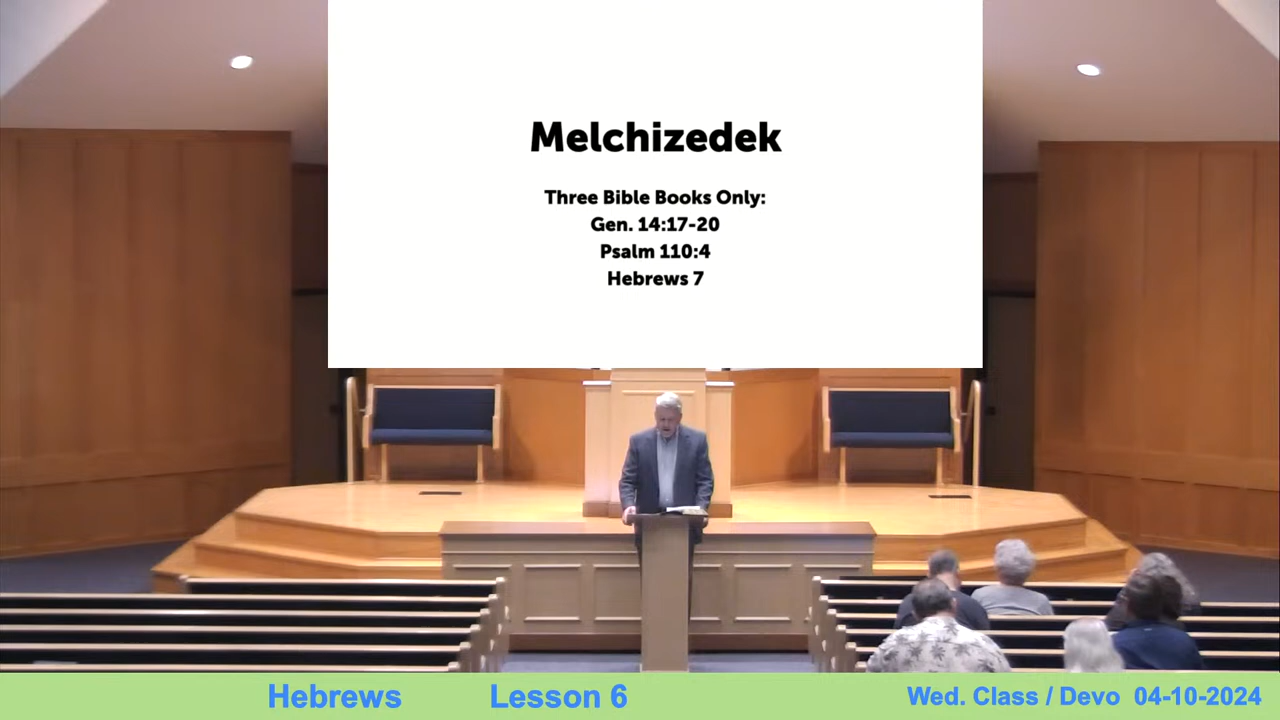 Melchizedek
Three Bible Books Only:
Gen. 14:17-20
Psalm 110:4
Hebrews 7
Hebrews Lesson 6 Wed. Class / Devo 04-10-2024